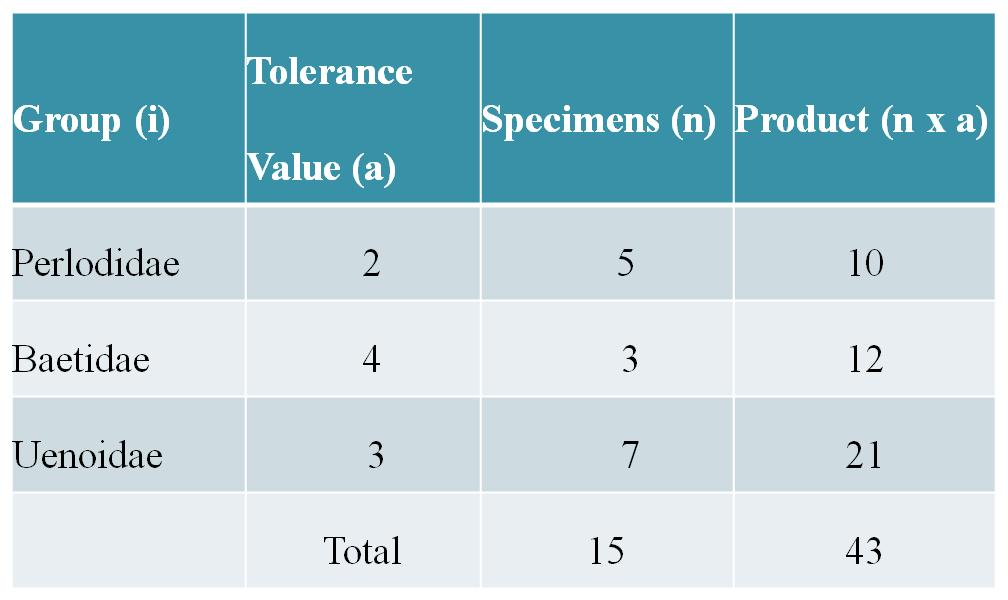 Group (i) Tolerance Value (a) Specimens (n) Product (n x a)
Perlodidae 2 5 10
Baetidae 4 3 12
Uenoidae 3 7 21
Total 15 43